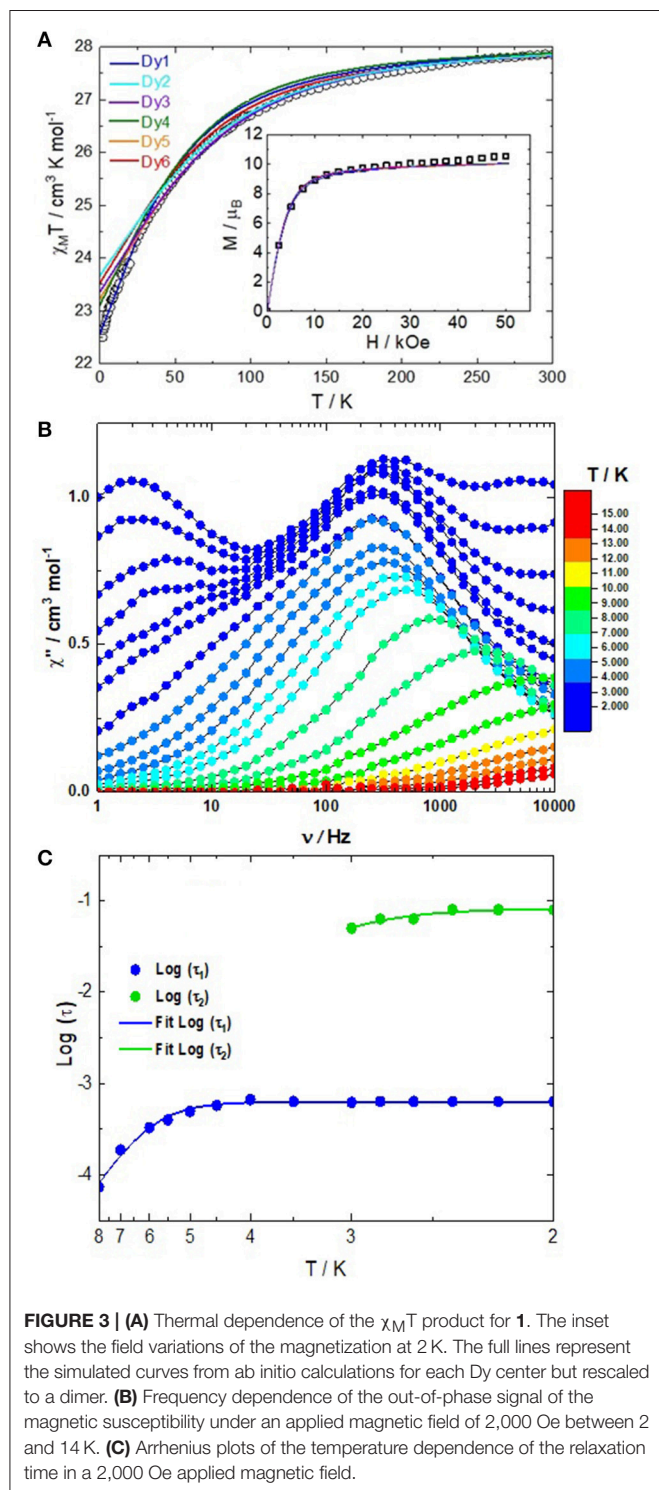 A
28
27
26
25
24
23
22
χMT / cm³ K mol⁻¹
Dy1
Dy2
Dy3
Dy4
Dy5
Dy6
12
10
8
6
4
2
0
M / μB
0 10 20 30 40 50
H / kOe
0 50 100 150 200 250 300
T / K
B
1.0
0.5
0.0
χ'' / cm³ mol⁻¹
1 10 100 1000 10000
ν / Hz
T / K
15.00
14.00
13.00
12.00
11.00
10.00
9.000
8.000
7.000
6.000
5.000
4.000
3.000
2.000
C
-1
-2
-3
-4
Log (τ)
Log (τ₁)
Log (τ₂)
Fit Log (τ₁)
Fit Log (τ₂)
8 7 6 5 4 3 2
T / K
FIGURE 3 | (A) Thermal dependence of the χMT product for 1. The inset
shows the field variations of the magnetization at 2 K. The full lines represent
the simulated curves from ab initio calculations for each Dy center but rescaled
to a dimer. (B) Frequency dependence of the out-of-phase signal of the
magnetic susceptibility under an applied magnetic field of 2,000 Oe between 2
and 14 K. (C) Arrhenius plots of the temperature dependence of the relaxation
time in a 2,000 Oe applied magnetic field.